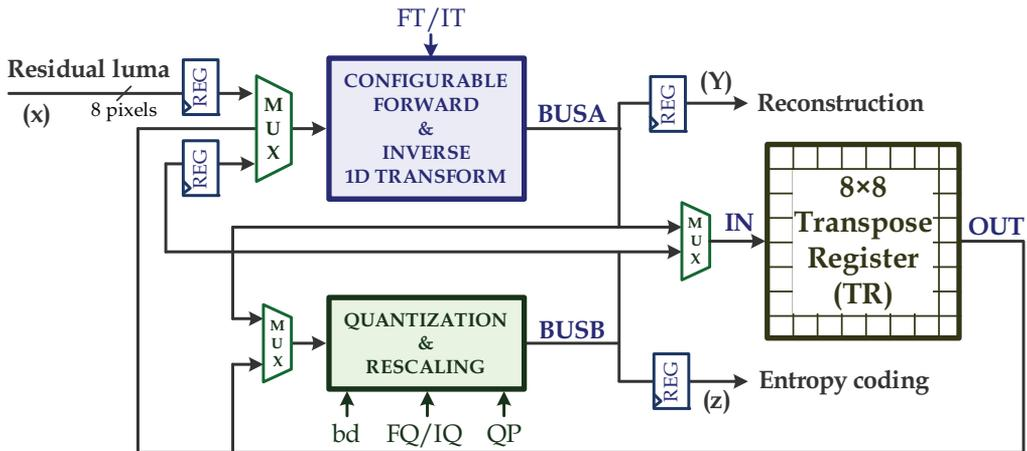 FT/IT
Residual luma
(x)
8 pixels
REG
REG
M
U
X
CONFIGURABLE
FORWARD
&
INVERSE
1D TRANSFORM
BUSA
REG
(Y)
Reconstruction
M
U
X
IN
8×8
Transpose
Register
(TR)
OUT
M
U
X
QUANTIZATION
&
RESCALING
BUSB
REG
(z)
Entropy coding
bd
FQ/IQ
QP